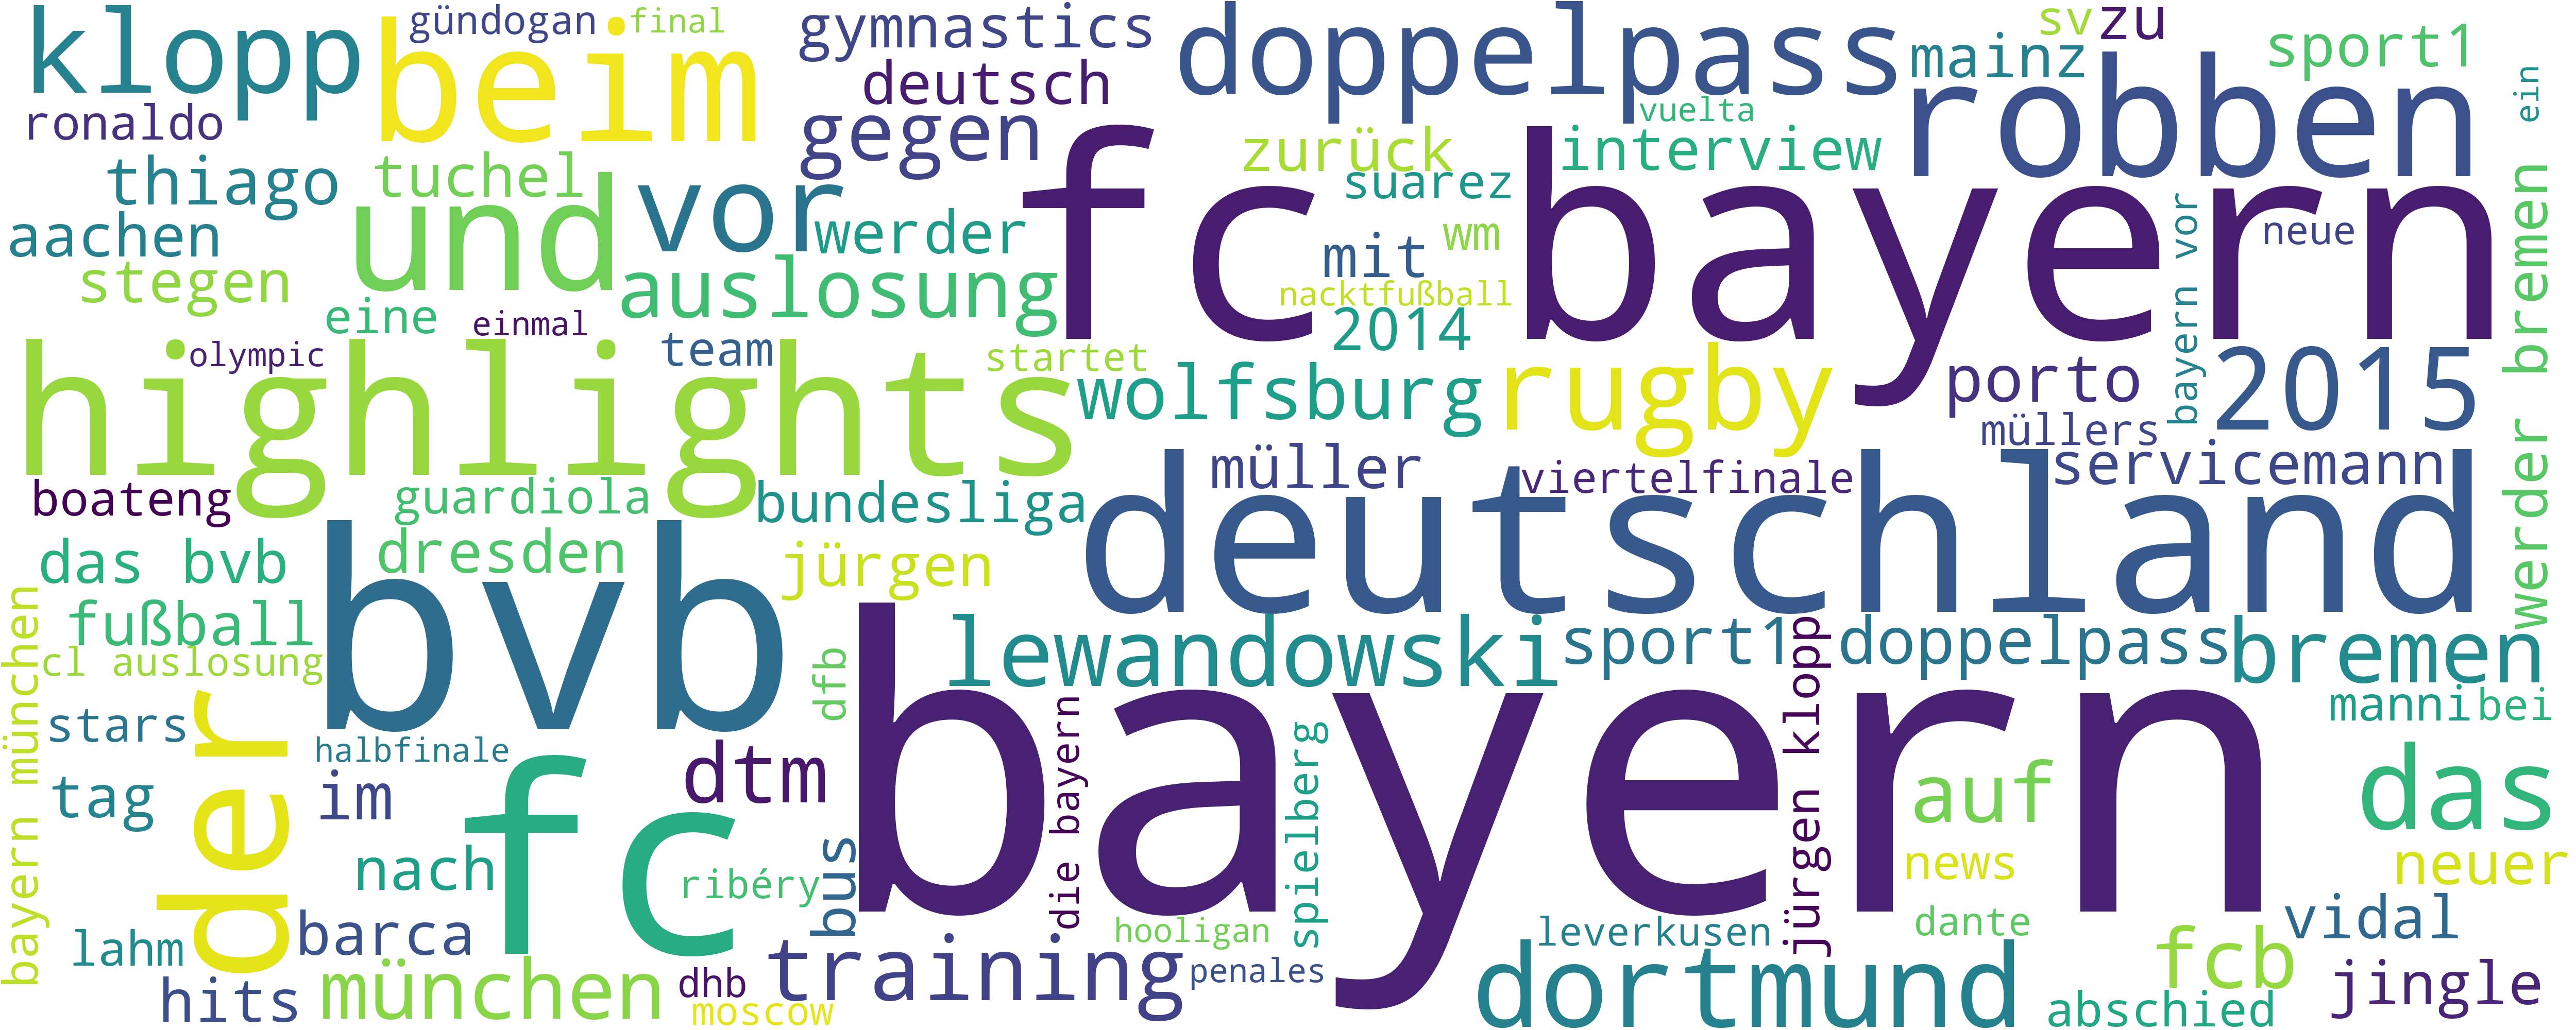 klopp
beim
gündogan
final
gymnastics
deutsch
doppelpass
sv
zu
mainz
sport1
ein
ronaldo
gegen
vuelta
robben
thiago
tuchel
und
vor
zurück
interview
suarez
aachen
werder
fc bayern
mit
wm
bayern vor
neue
werder bremen
stegen
auslosung
nacktfußball
eine
einmal
2014
olympic
team
startet
highlights
wolfsburg
rugby
porto
2015
müllers
boateng
guardiola
bundesliga
müller
viertelfinale
servicemann
deutschland
das bvb
dresden
jürgen
bvb
fußball
bayern münchen
cl auslosung
dfb
lewandowski
sport1 doppelpass
bremen
jürgen klopp
stars
halbfinale
der
dtm
die bayern
spielberg
bayern
manni
bei
tag
im
fc
auf
das
nach
ribéry
bus
news
neuer
lahm
barca
hooligan
leverkusen
dante
vidal
hits
münchen
dhb
moscow
training
penales
dortmund
fcb
abschied
jingle